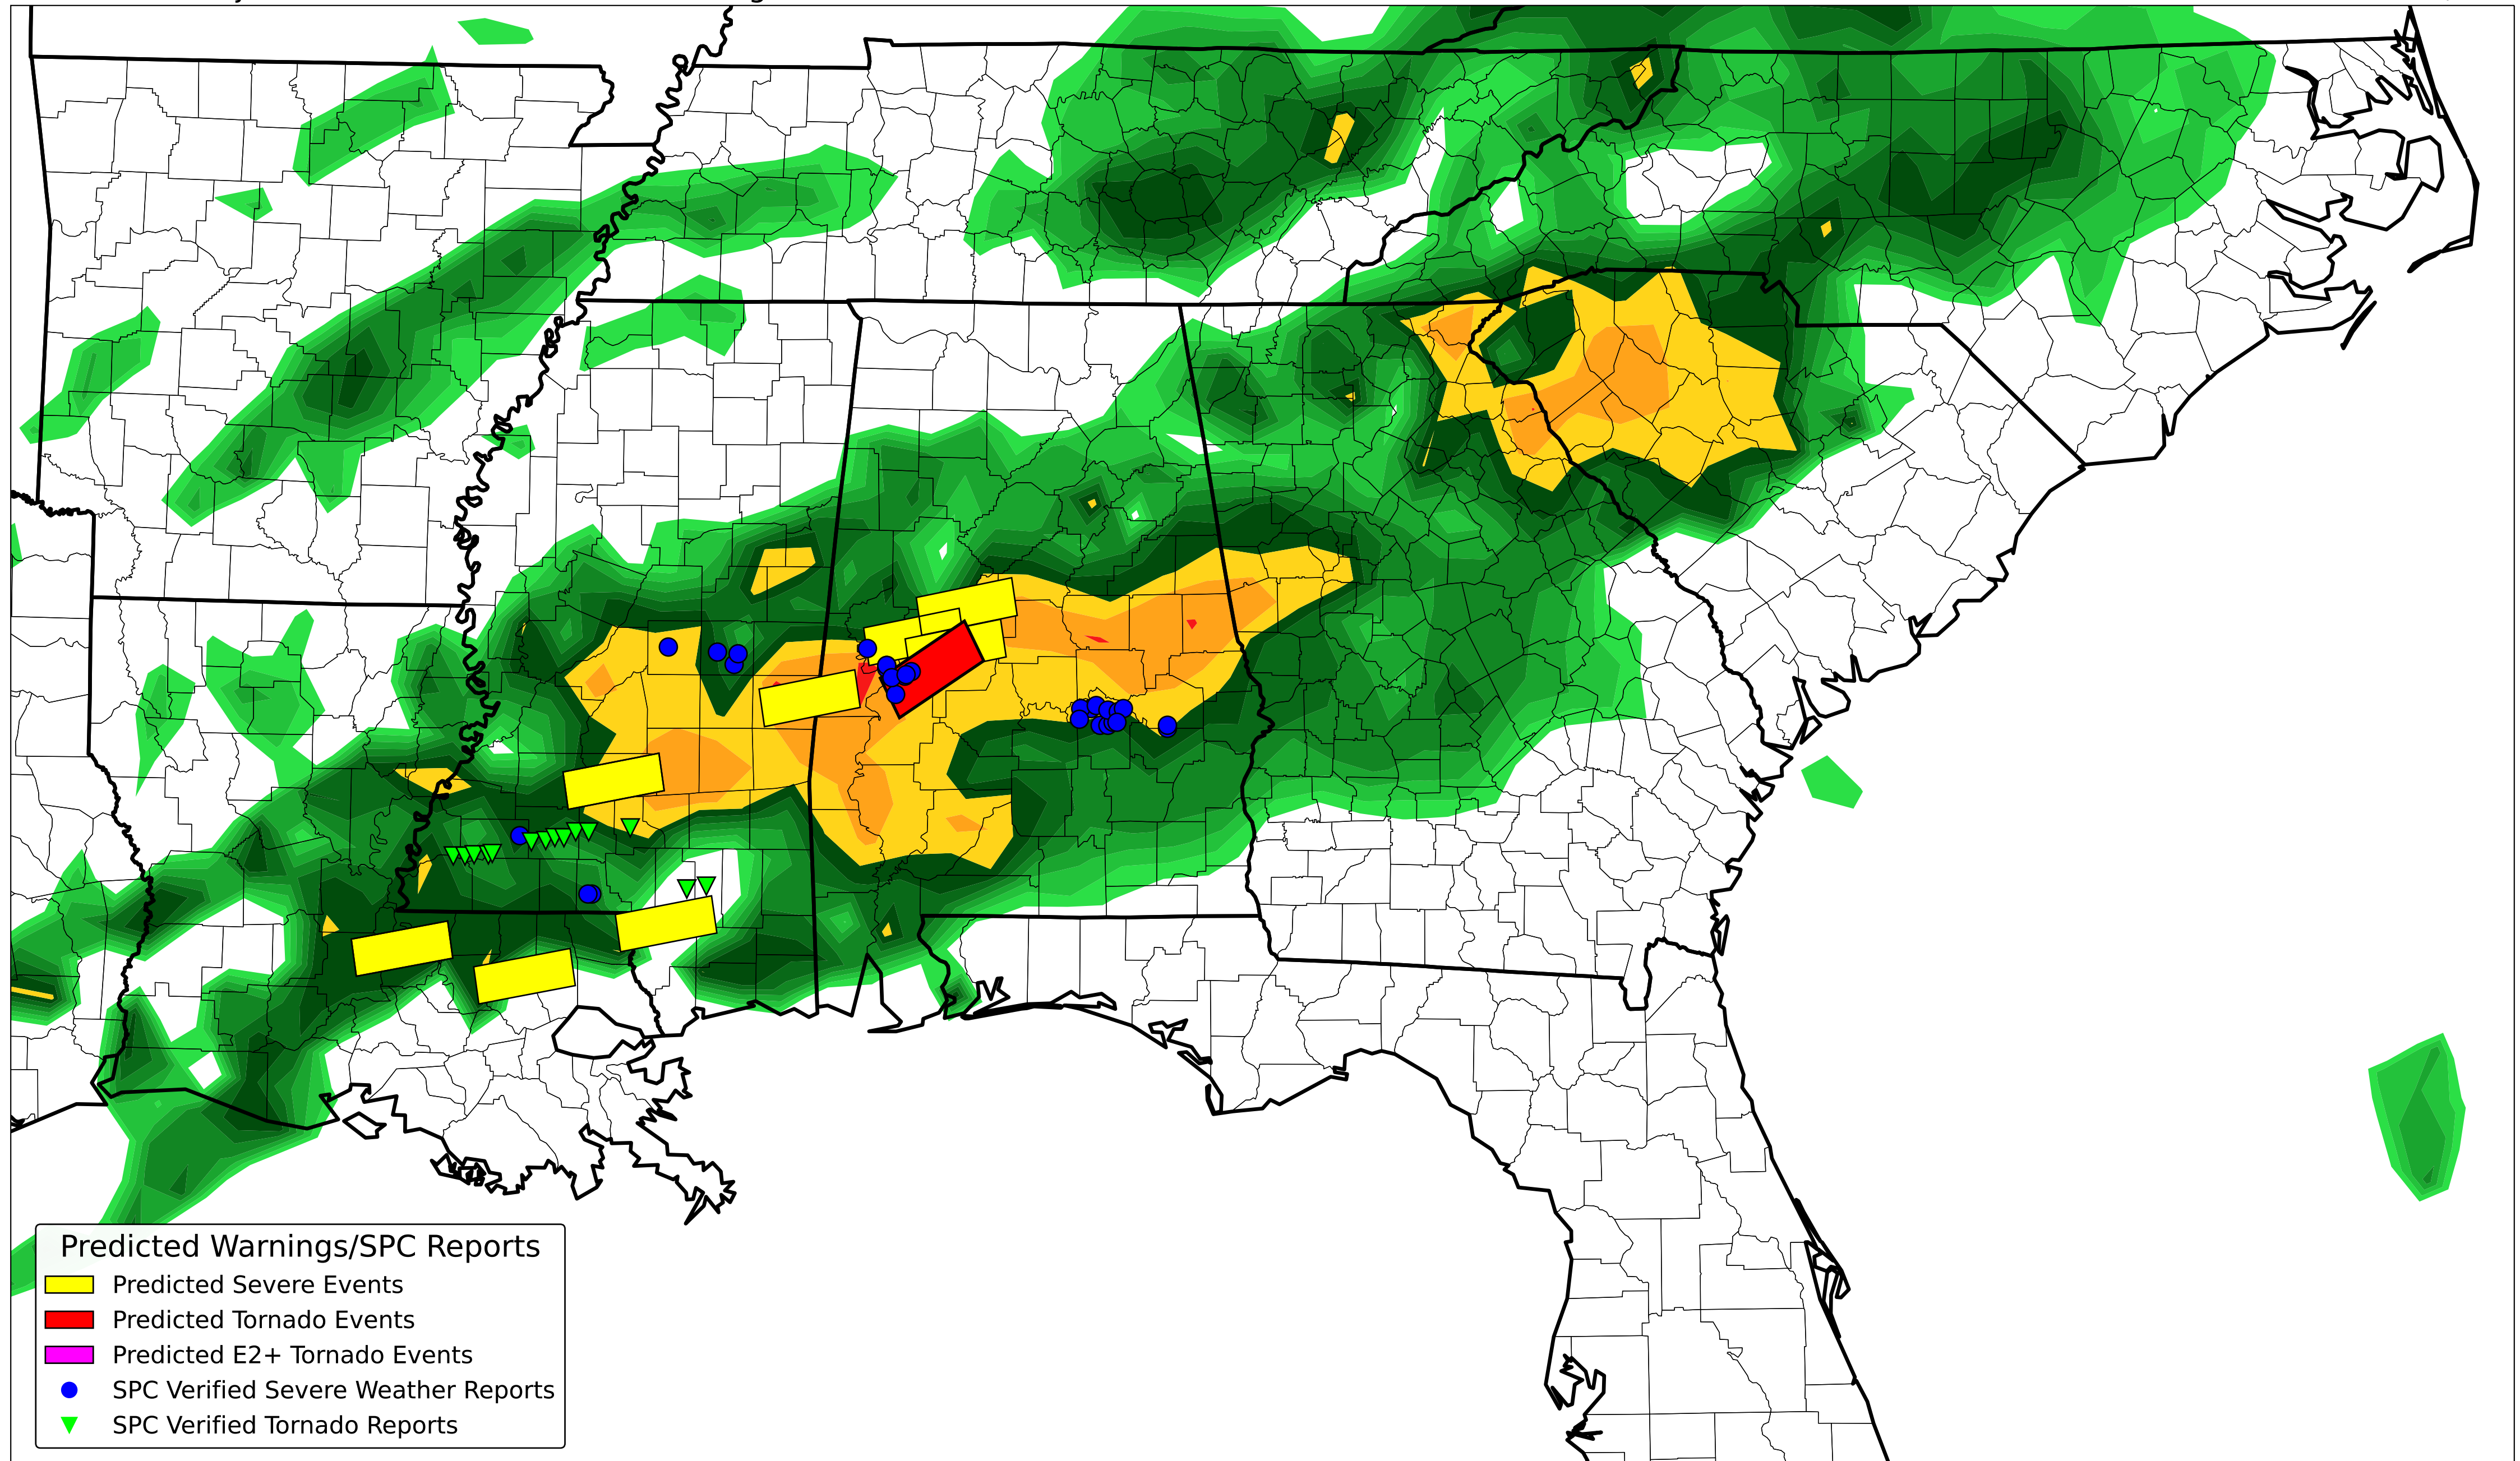 Predicted Warnings/SPC Reports
Predicted Severe Events
Predicted Tornado Events
Predicted E2+ Tornado Events
SPC Verified Severe Weather Reports
SPC Verified Tornado Reports